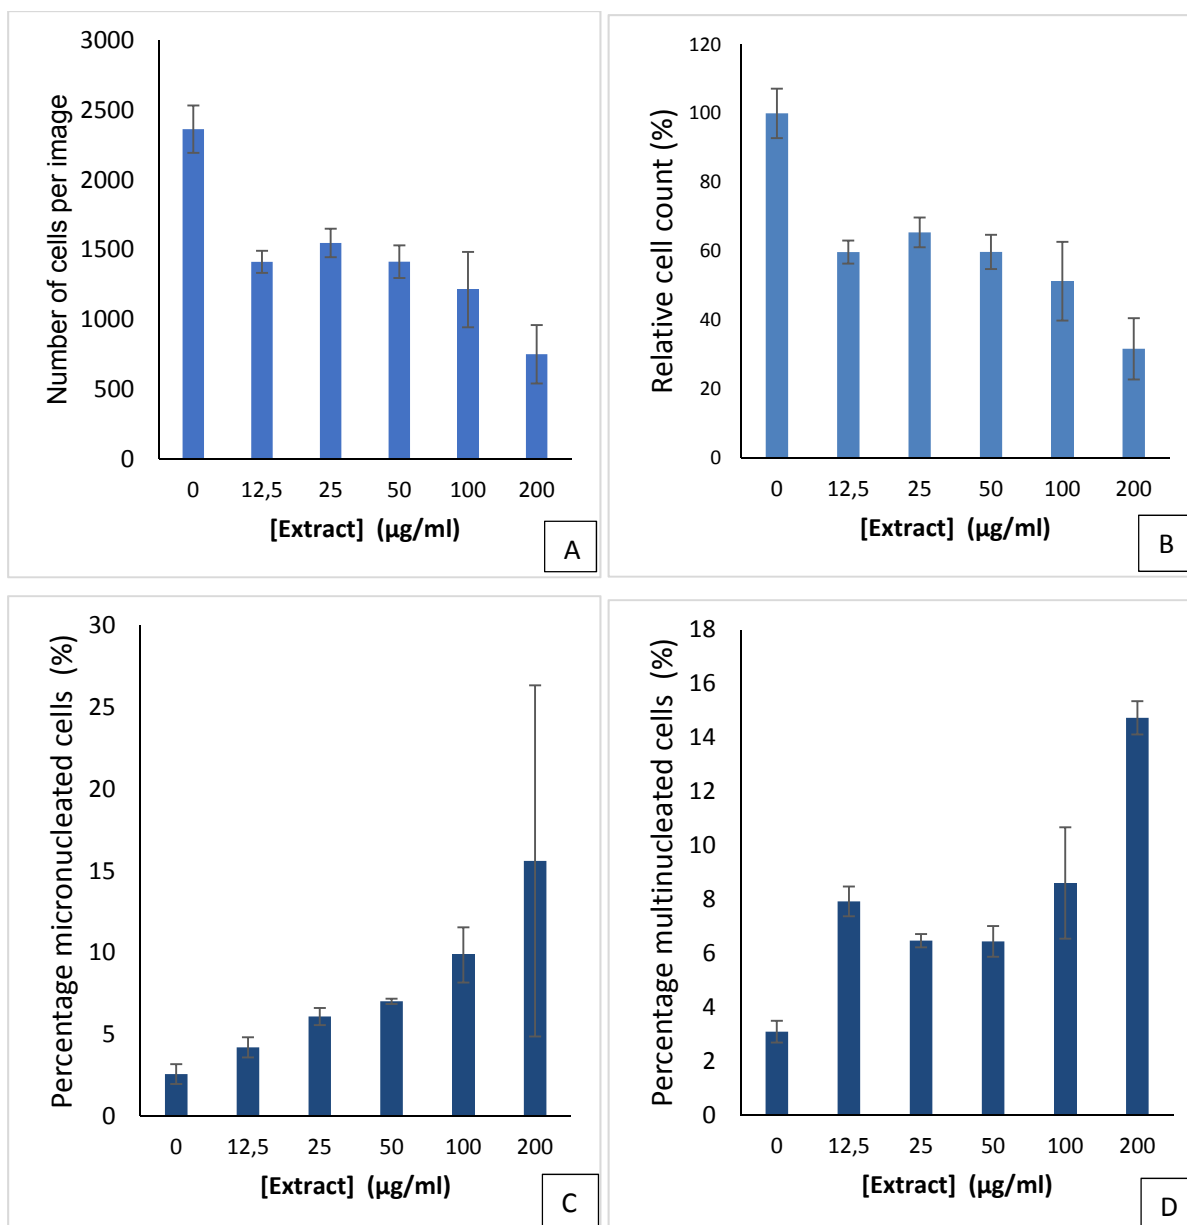 Number of cells per image
3000
2500
2000
1500
1000
500
0
0 12,5 25 50 100 200
[Extract] (µg/ml)
A
Relative cell count (%)
120
100
80
60
40
20
0
0 12,5 25 50 100 200
[Extract] (µg/ml)
B
Percentage micronucleated cells (%)
30
25
20
15
10
5
0
0 12,5 25 50 100 200
[Extract] (µg/ml)
C
Percentage multinucleated cells (%)
18
16
14
12
10
8
6
4
2
0
0 12,5 25 50 100 200
[Extract] (µg/ml)
D